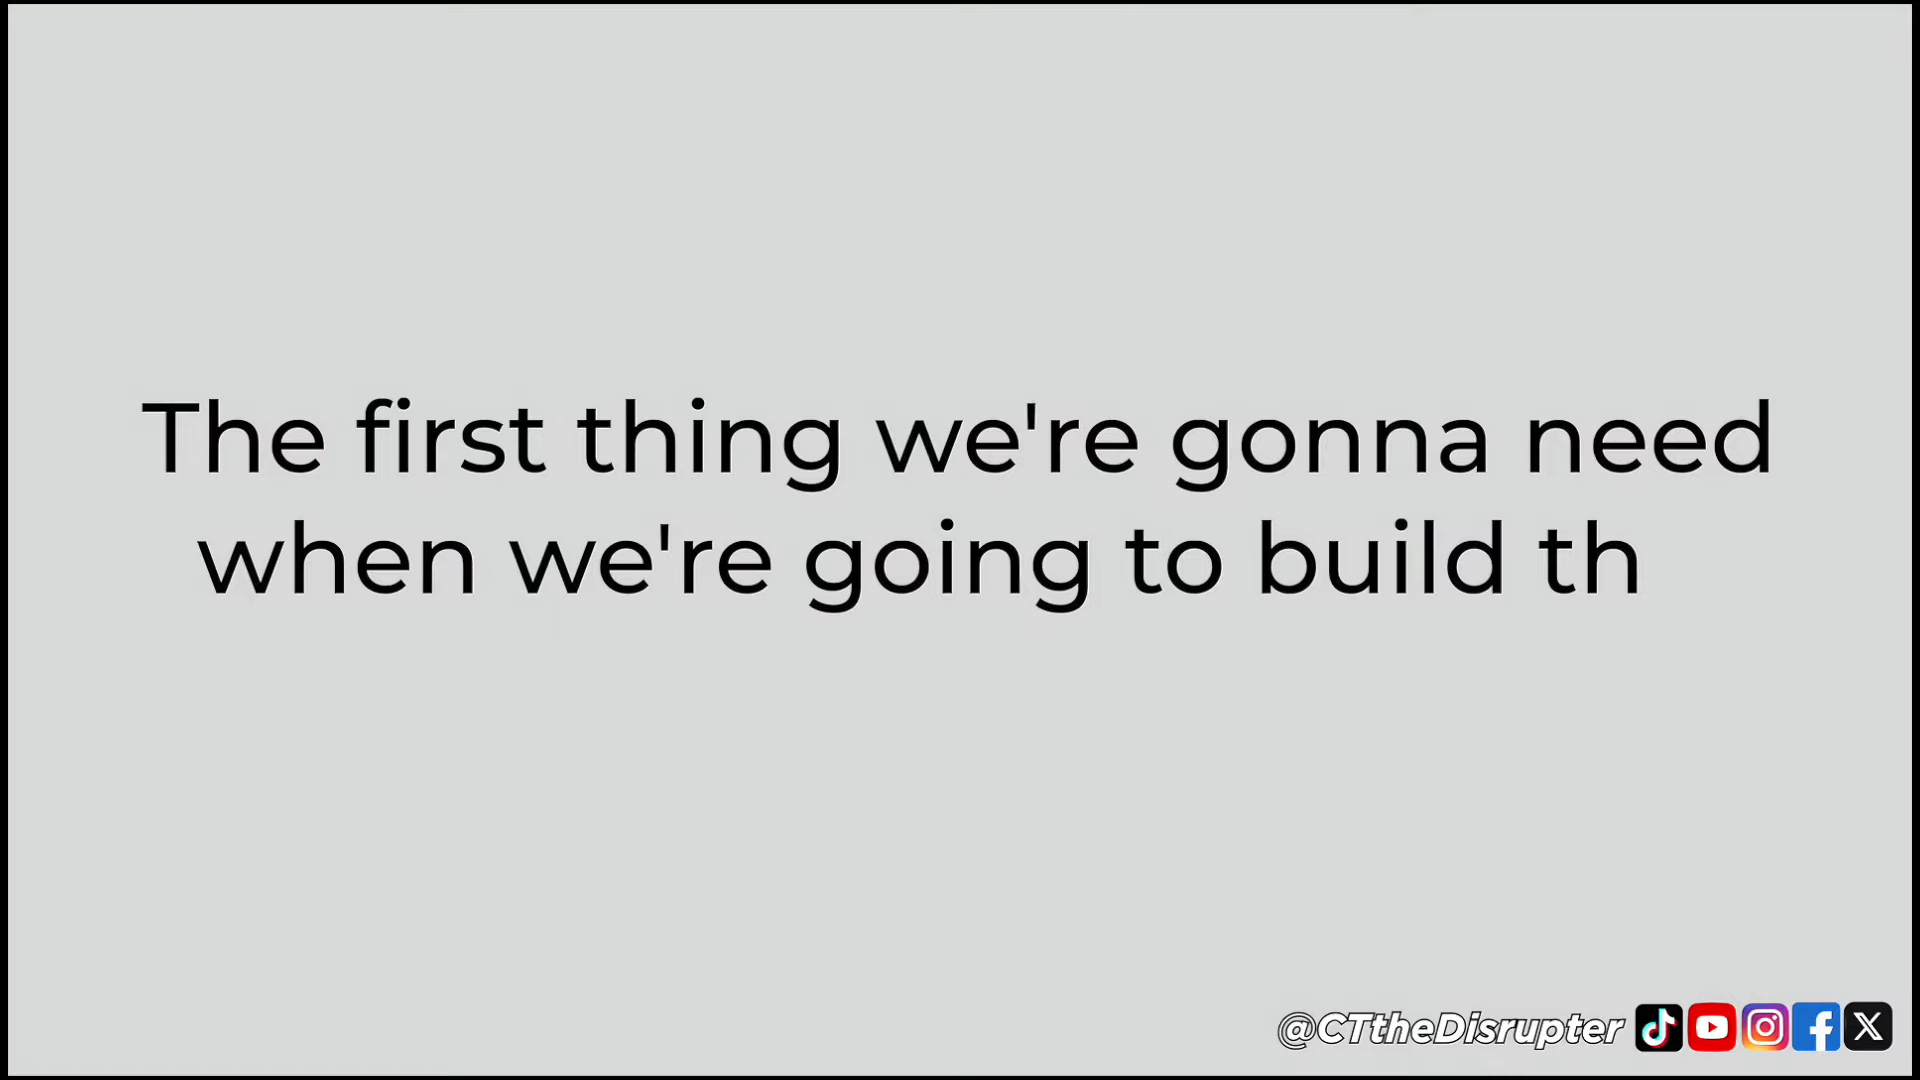 The first thing we're gonna need
when we're going to build th
@CTtheDisrupter